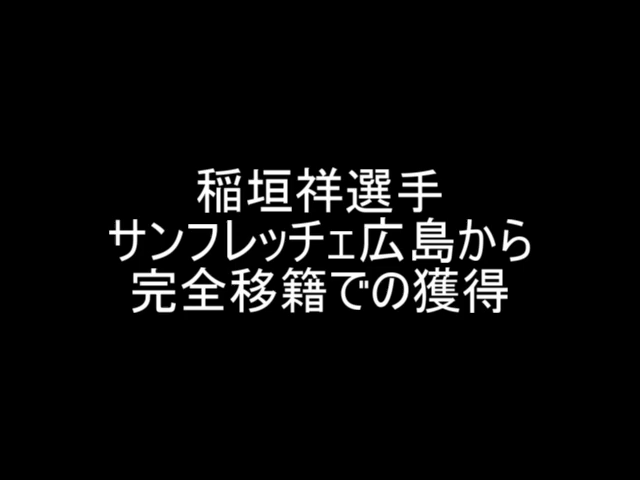 稲垣祥選手
サンフレッチェ広島から
完全移籍での獲得